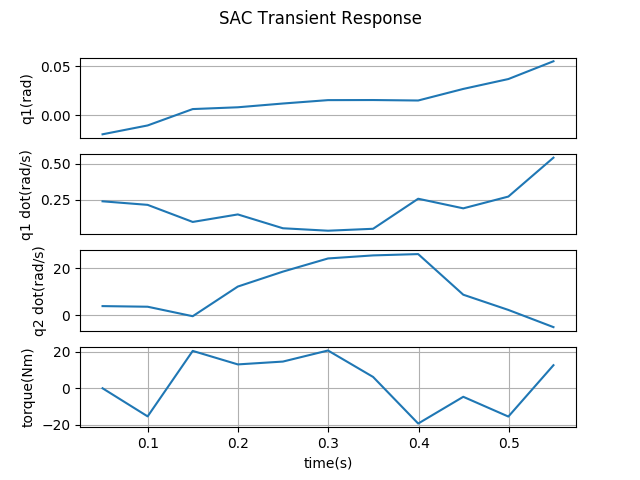 SAC Transient Response
q1(rad)
0.05
0.00
q1 dot(rad/s)
0.50
0.25
q2 dot(rad/s)
20
0
torque(Nm)
20
0
−20
0.1 0.2 0.3 0.4 0.5
time(s)